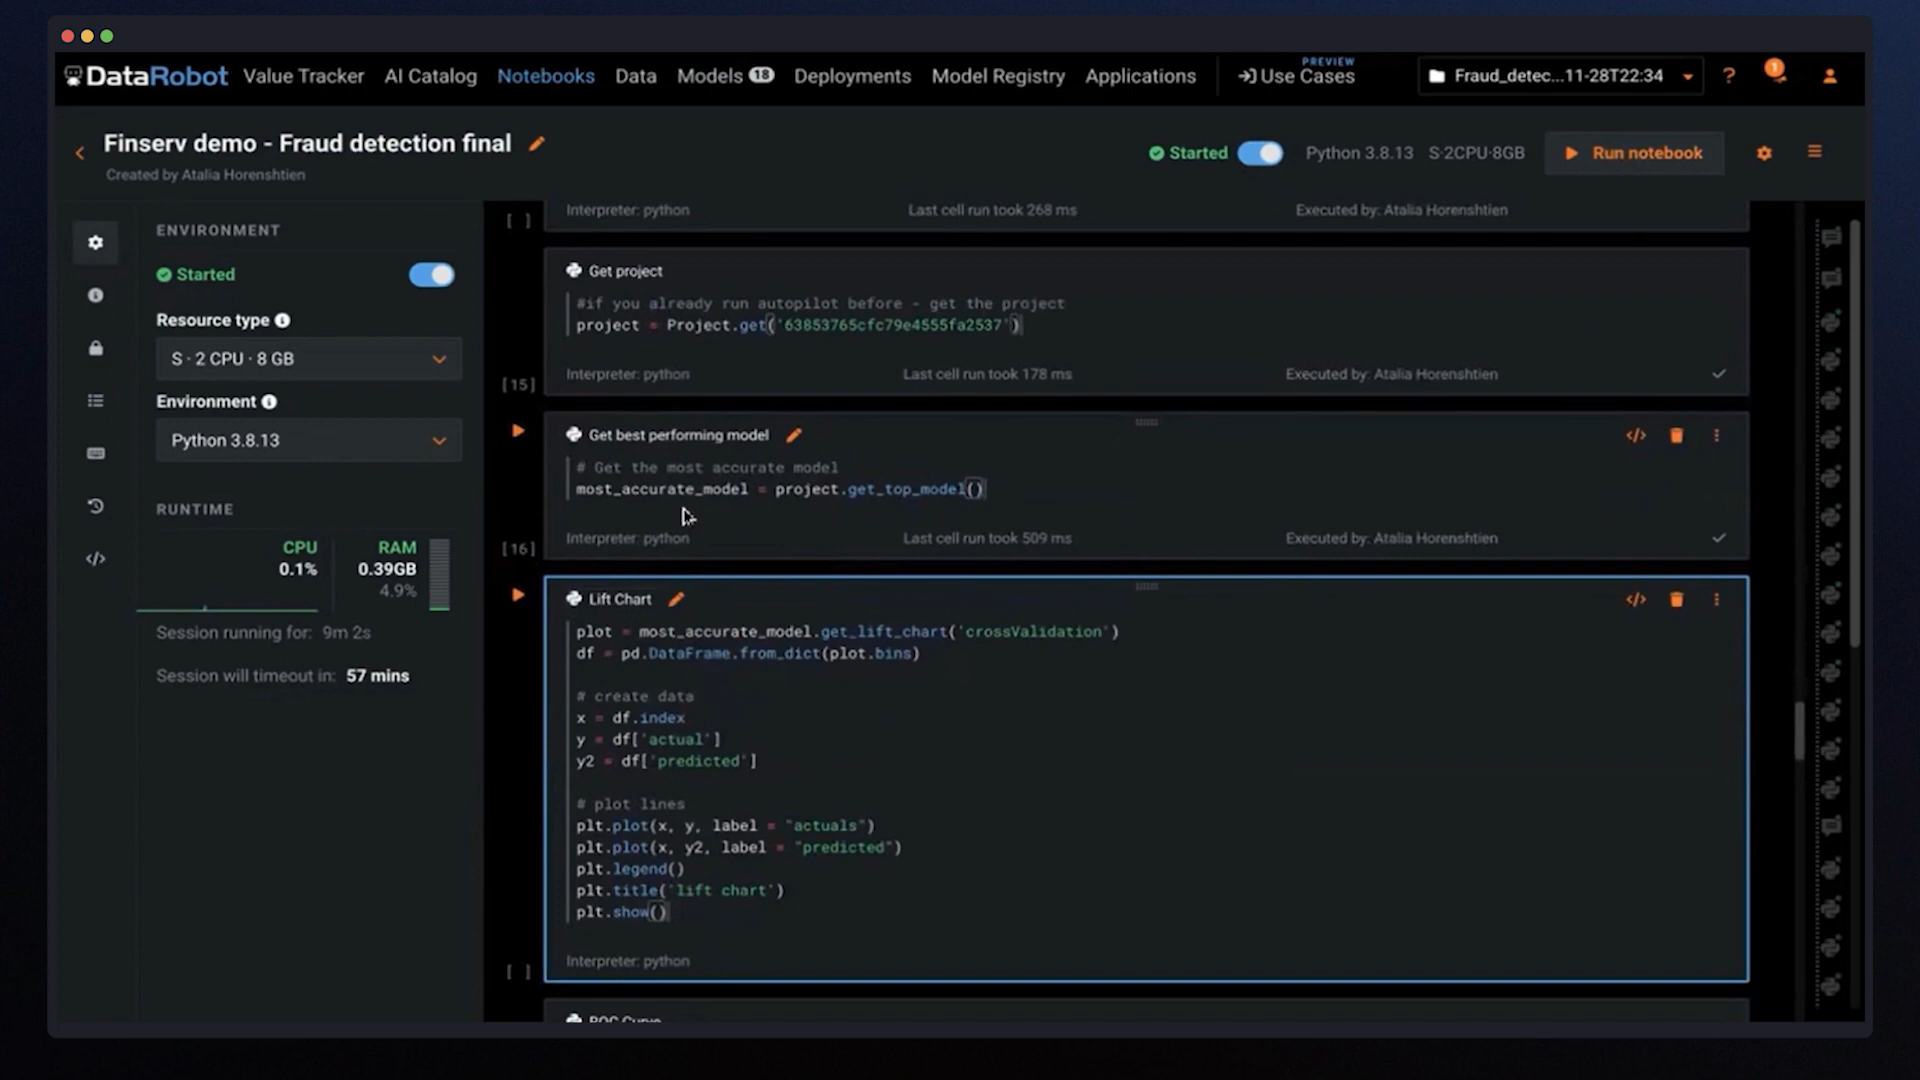 DataRobot Value Tracker AI Catalog Notebooks Data Models 18 Deployments Model Registry Applications PREVIEW Use Cases Fraud_detec...11-28T22:34 ? 1
Finserv demo - Fraud detection final
Created by Atalia Horenshtien
Started Python 3.8.13 S·2CPU·8GB Run notebook
ENVIRONMENT
Started
Resource type
S · 2 CPU · 8 GB
Environment
Python 3.8.13
RUNTIME
CPU RAM
0.1% 0.39GB
4.9%
Session running for: 9m 2s
Session will timeout in: 57 mins
[ ] Interpreter: python Last cell run took 268 ms Executed by: Atalia Horenshtien
Get project
#if you already run autopilot before - get the project
project = Project.get('63853765cfc79e4555fa2537')
[15] Interpreter: python Last cell run took 178 ms Executed by: Atalia Horenshtien
Get best performing model
# Get the most accurate model
most_accurate_model = project.get_top_model()
[16] Interpreter: python Last cell run took 509 ms Executed by: Atalia Horenshtien
Lift Chart
plot = most_accurate_model.get_lift_chart('crossValidation')
df = pd.DataFrame.from_dict(plot.bins)
# create data
x = df.index
y = df['actual']
y2 = df['predicted']
# plot lines
plt.plot(x, y, label = "actuals")
plt.plot(x, y2, label = "predicted")
plt.legend()
plt.title('lift chart')
plt.show()
[ ] Interpreter: python
ROC Curve